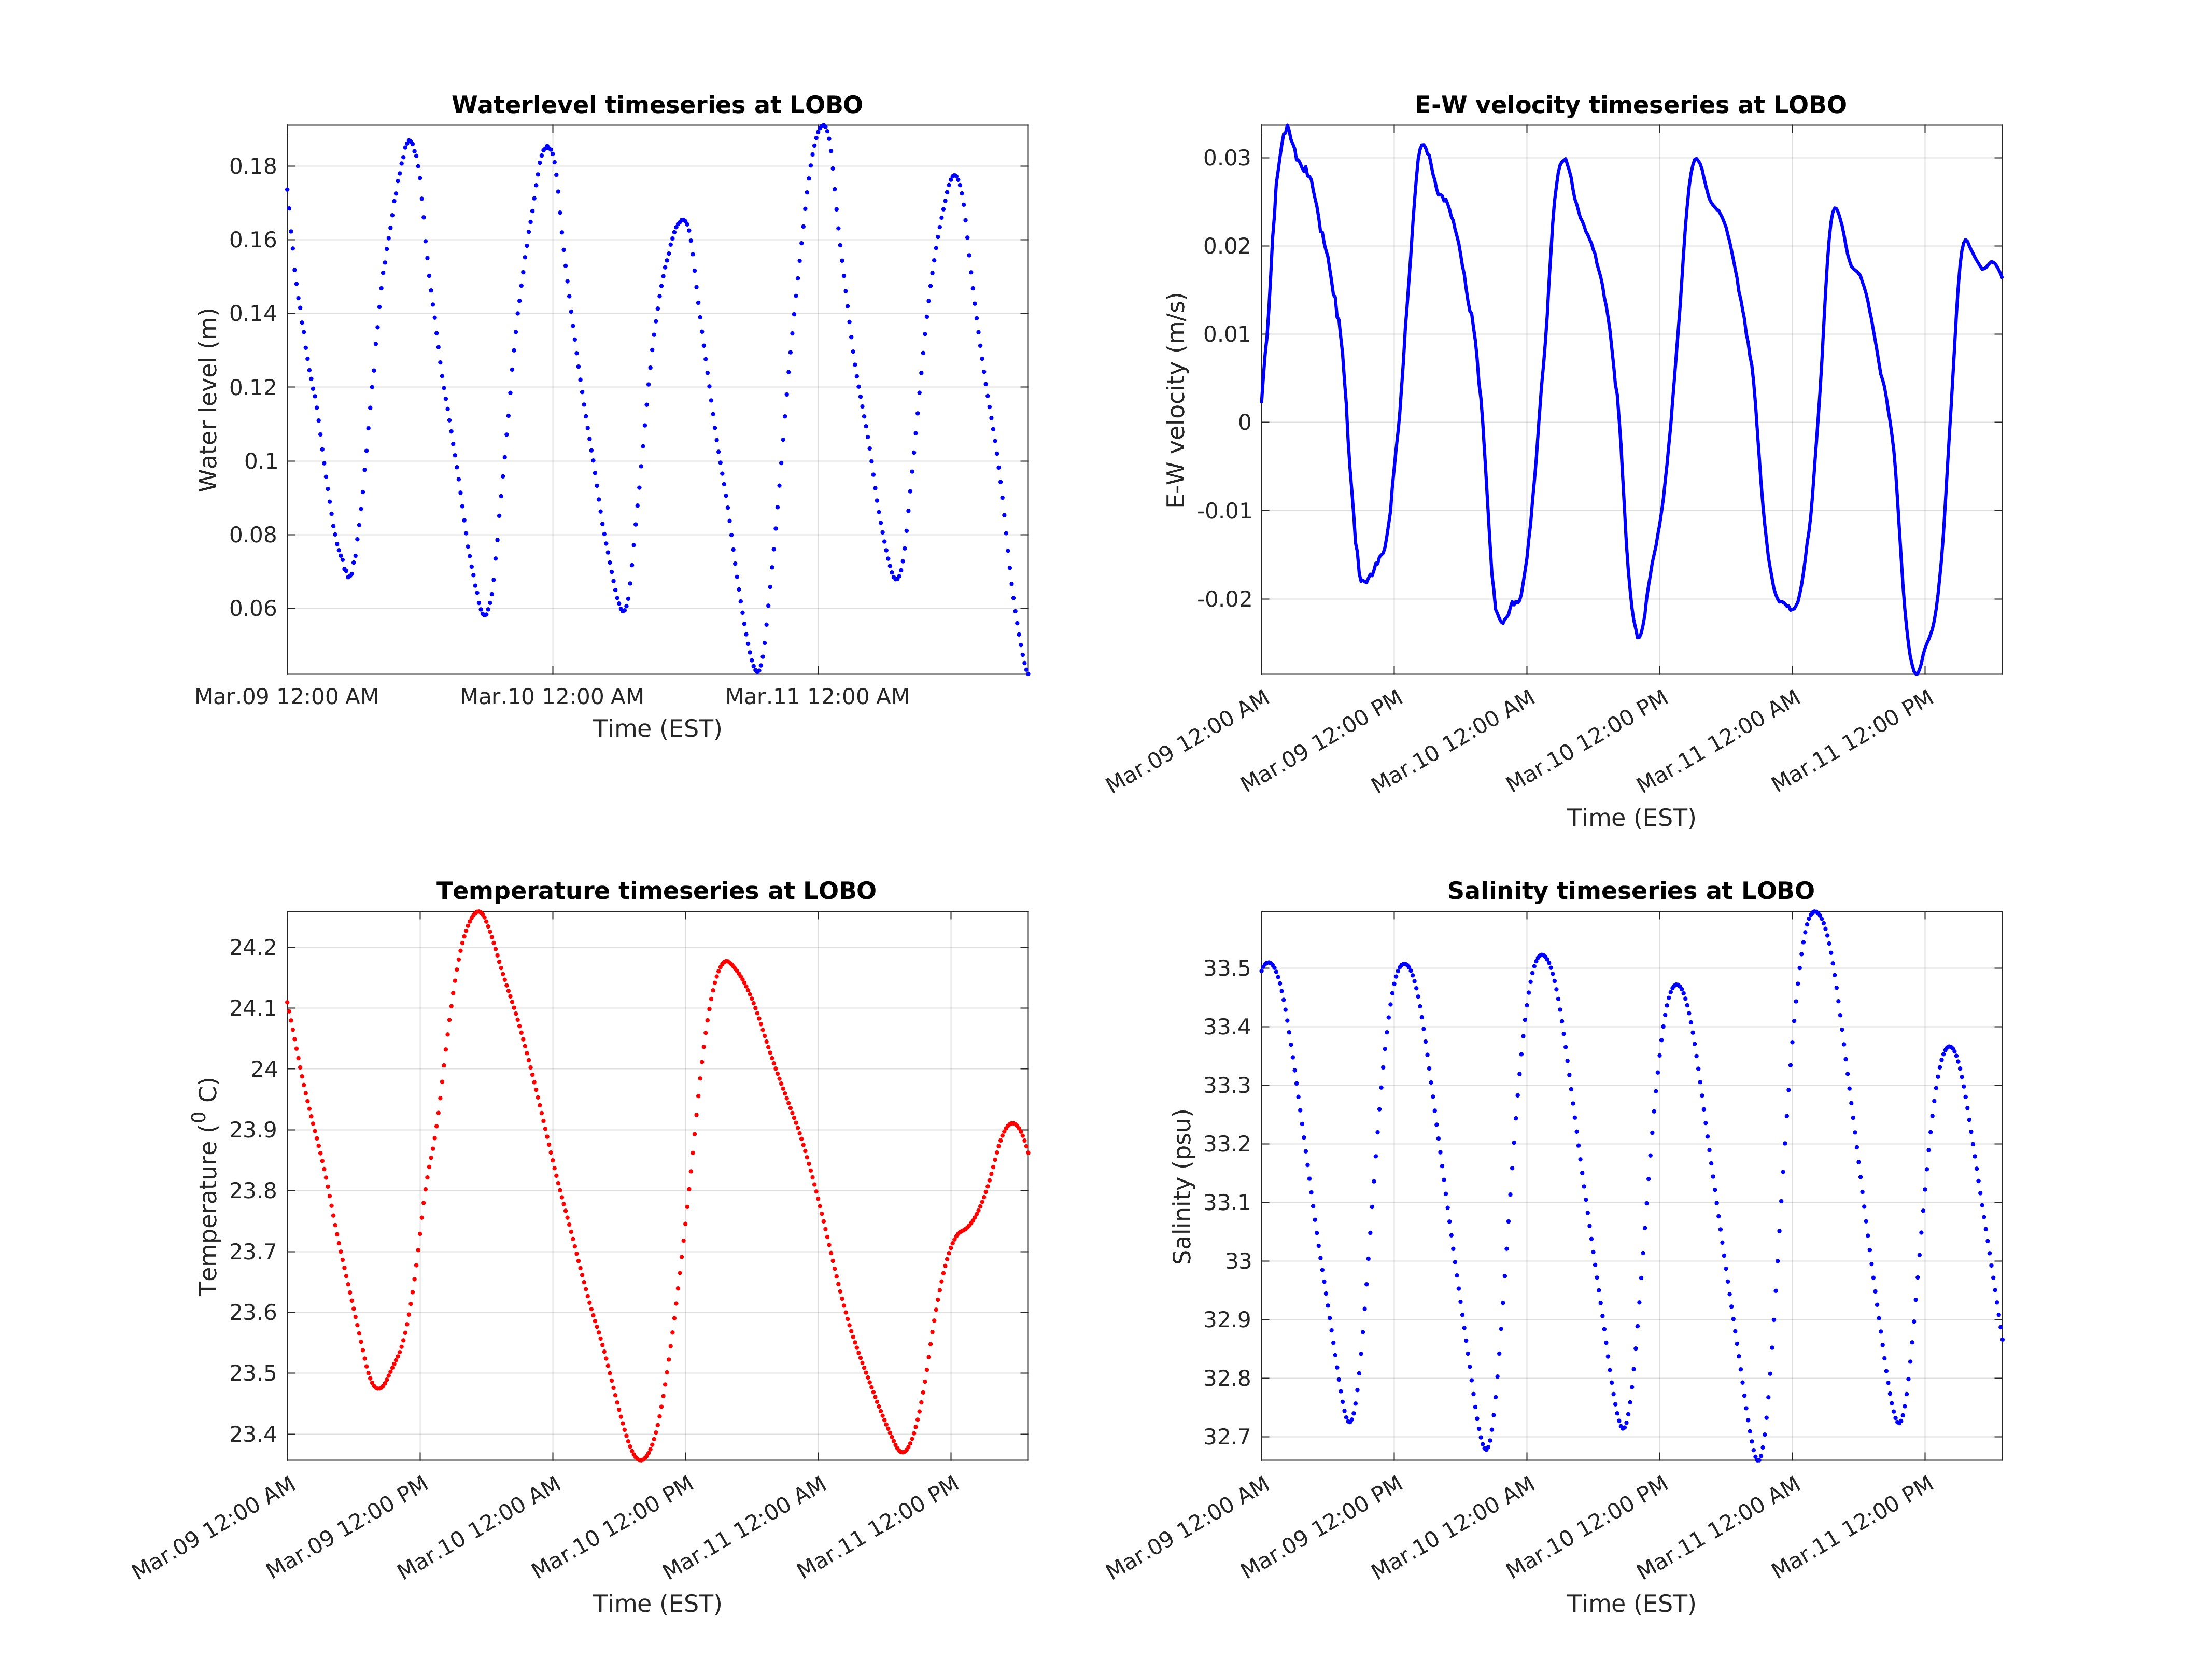 Waterlevel timeseries at LOBO
0.18
0.16
0.14
0.12
0.1
0.08
0.06
Water level (m)
Mar.09 12:00 AM
Mar.10 12:00 AM
Mar.11 12:00 AM
Time (EST)
E-W velocity timeseries at LOBO
0.03
0.02
0.01
0
-0.01
-0.02
E-W velocity (m/s)
Mar.09 12:00 AM
Mar.09 12:00 PM
Mar.10 12:00 AM
Mar.10 12:00 PM
Mar.11 12:00 AM
Mar.11 12:00 PM
Time (EST)
Temperature timeseries at LOBO
24.2
24.1
24
23.9
23.8
23.7
23.6
23.5
23.4
Temperature (⁰ C)
Mar.09 12:00 AM
Mar.09 12:00 PM
Mar.10 12:00 AM
Mar.10 12:00 PM
Mar.11 12:00 AM
Mar.11 12:00 PM
Time (EST)
Salinity timeseries at LOBO
33.5
33.4
33.3
33.2
33.1
33
32.9
32.8
32.7
Salinity (psu)
Mar.09 12:00 AM
Mar.09 12:00 PM
Mar.10 12:00 AM
Mar.10 12:00 PM
Mar.11 12:00 AM
Mar.11 12:00 PM
Time (EST)